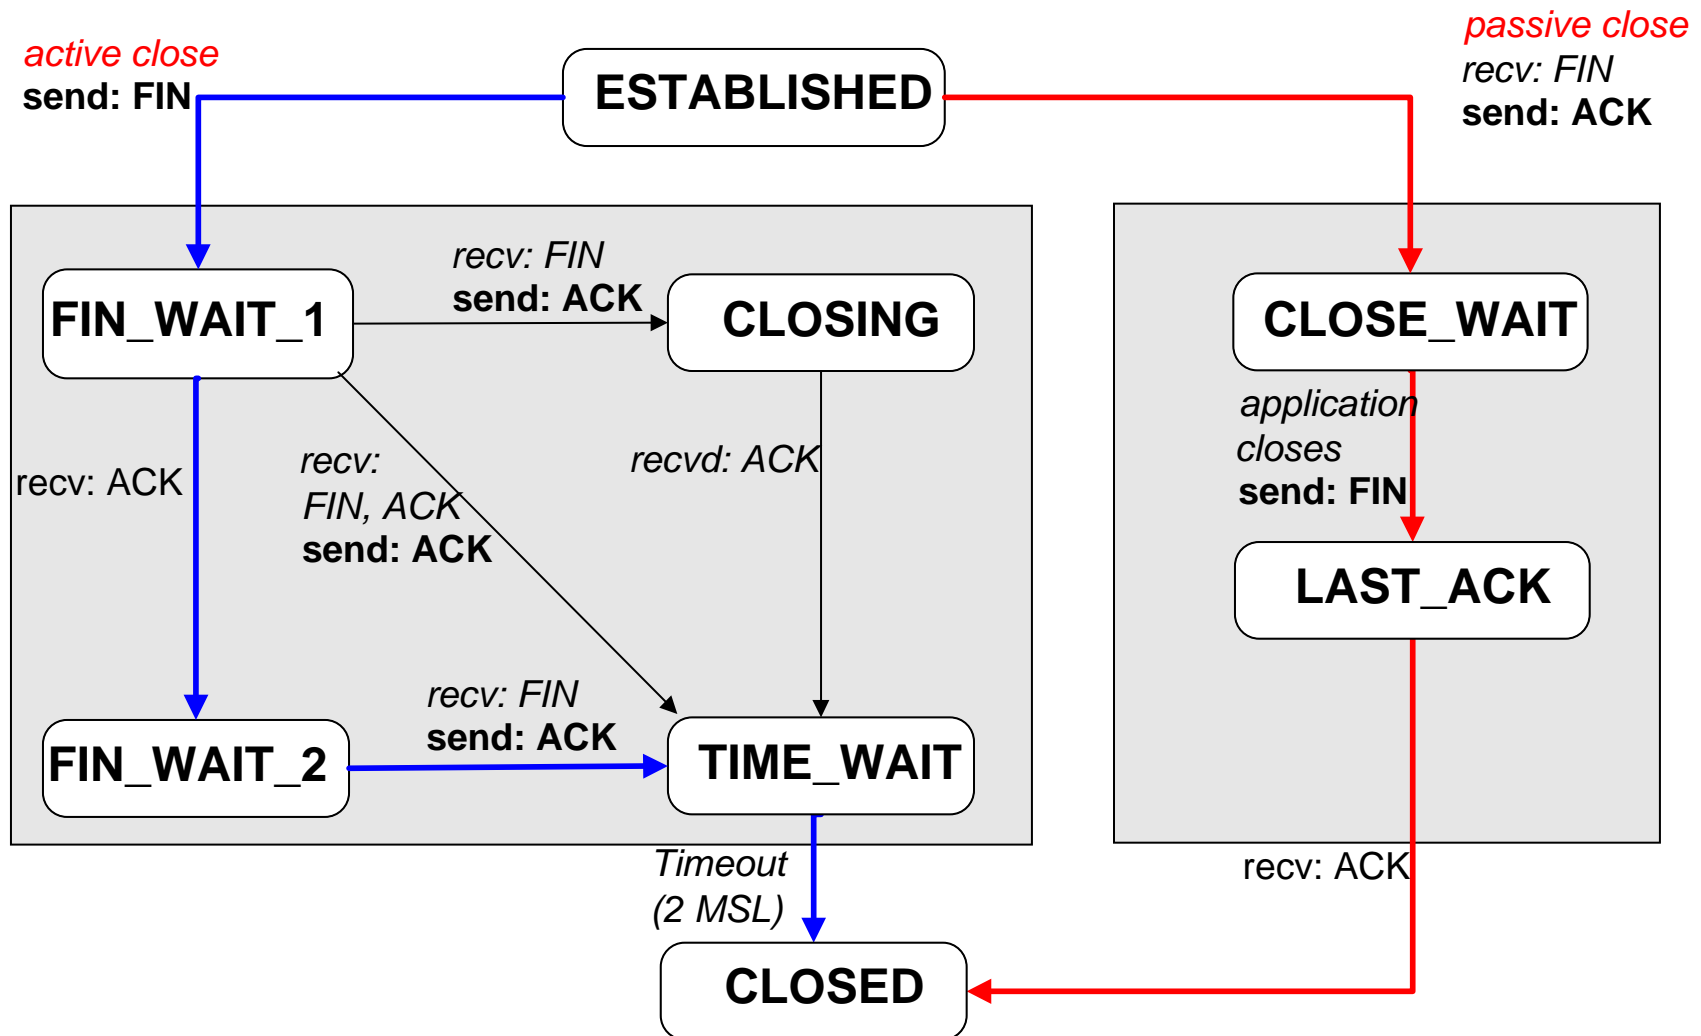 active close
send: FIN
ESTABLISHED
passive close
recv: FIN
send: ACK
FIN_WAIT_1
recv: FIN
send: ACK
CLOSING
CLOSE_WAIT
recv: ACK
recv:
FIN, ACK
send: ACK
recvd: ACK
application
closes
send: FIN
LAST_ACK
FIN_WAIT_2
recv: FIN
send: ACK
TIME_WAIT
Timeout
(2 MSL)
recv: ACK
CLOSED